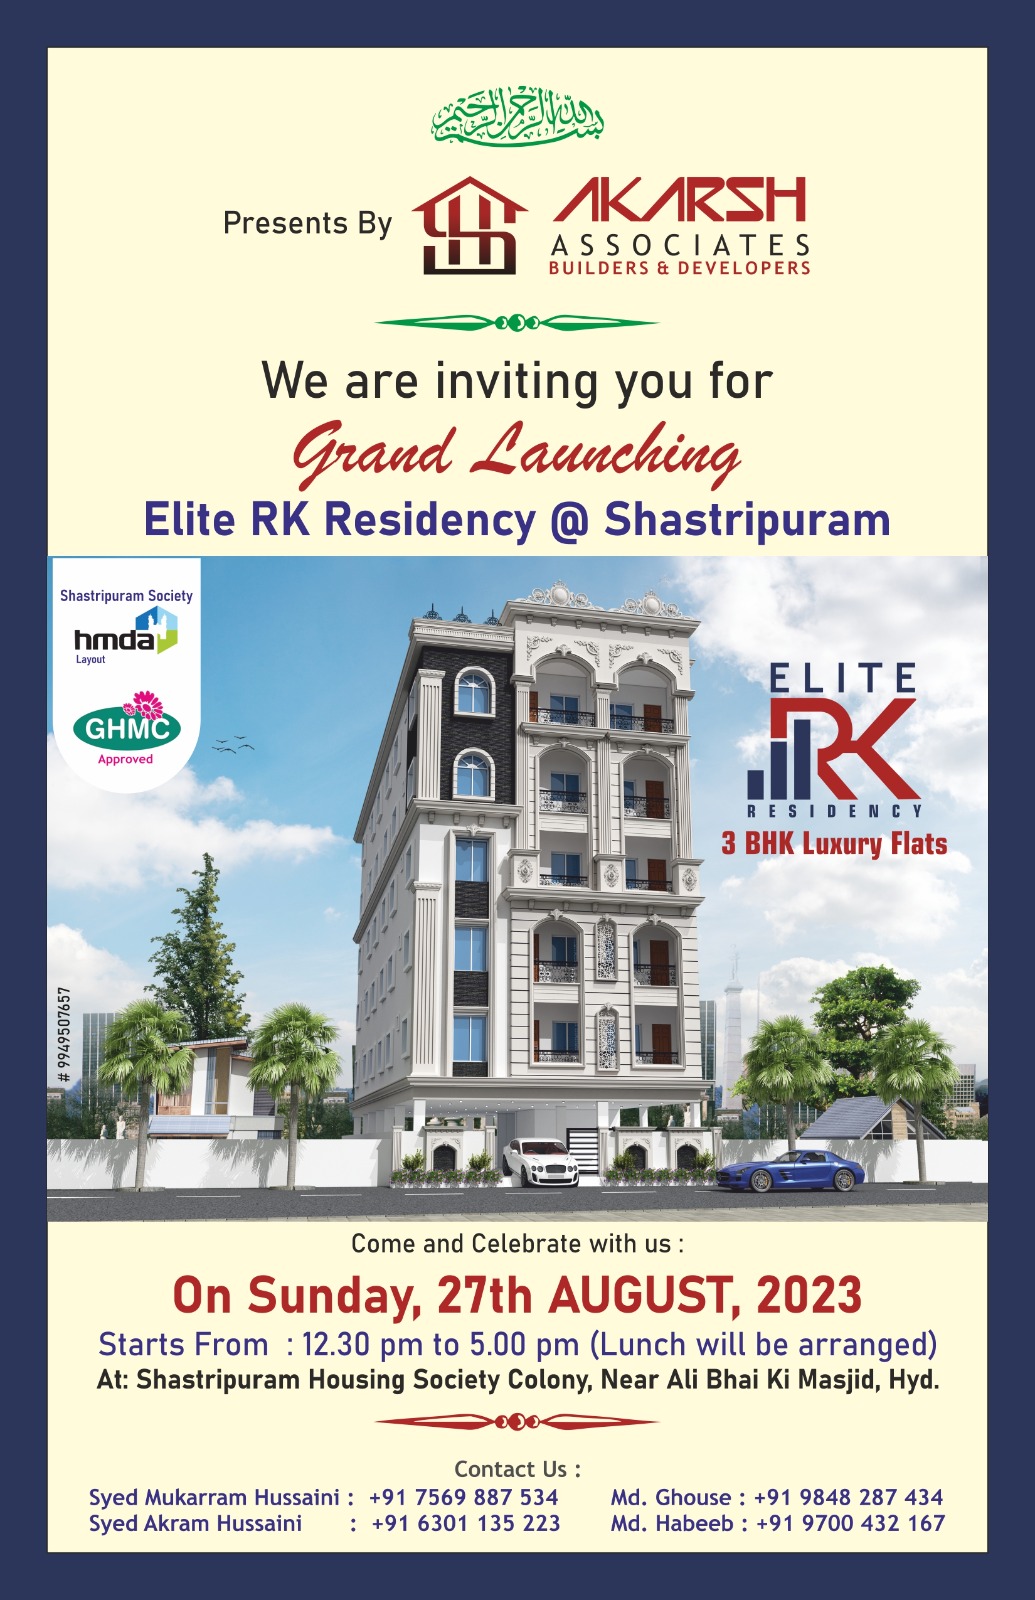 بسم الله الرحمن الرحيم
Presents By
AKARSH
ASSOCIATES
BUILDERS & DEVELOPERS
We are inviting you for
Grand Launching
Elite RK Residency @ Shastripuram
Shastripuram Society
hmda
Layout
GHMC
Approved
ELITE
RK
RESIDENCY
3 BHK Luxury Flats
# 9949507657
Come and Celebrate with us :
On Sunday, 27th AUGUST, 2023
Starts From : 12.30 pm to 5.00 pm (Lunch will be arranged)
At: Shastripuram Housing Society Colony, Near Ali Bhai Ki Masjid, Hyd.
Contact Us :
Syed Mukarram Hussaini : +91 7569 887 534
Syed Akram Hussaini : +91 6301 135 223
Md. Ghouse : +91 9848 287 434
Md. Habeeb : +91 9700 432 167